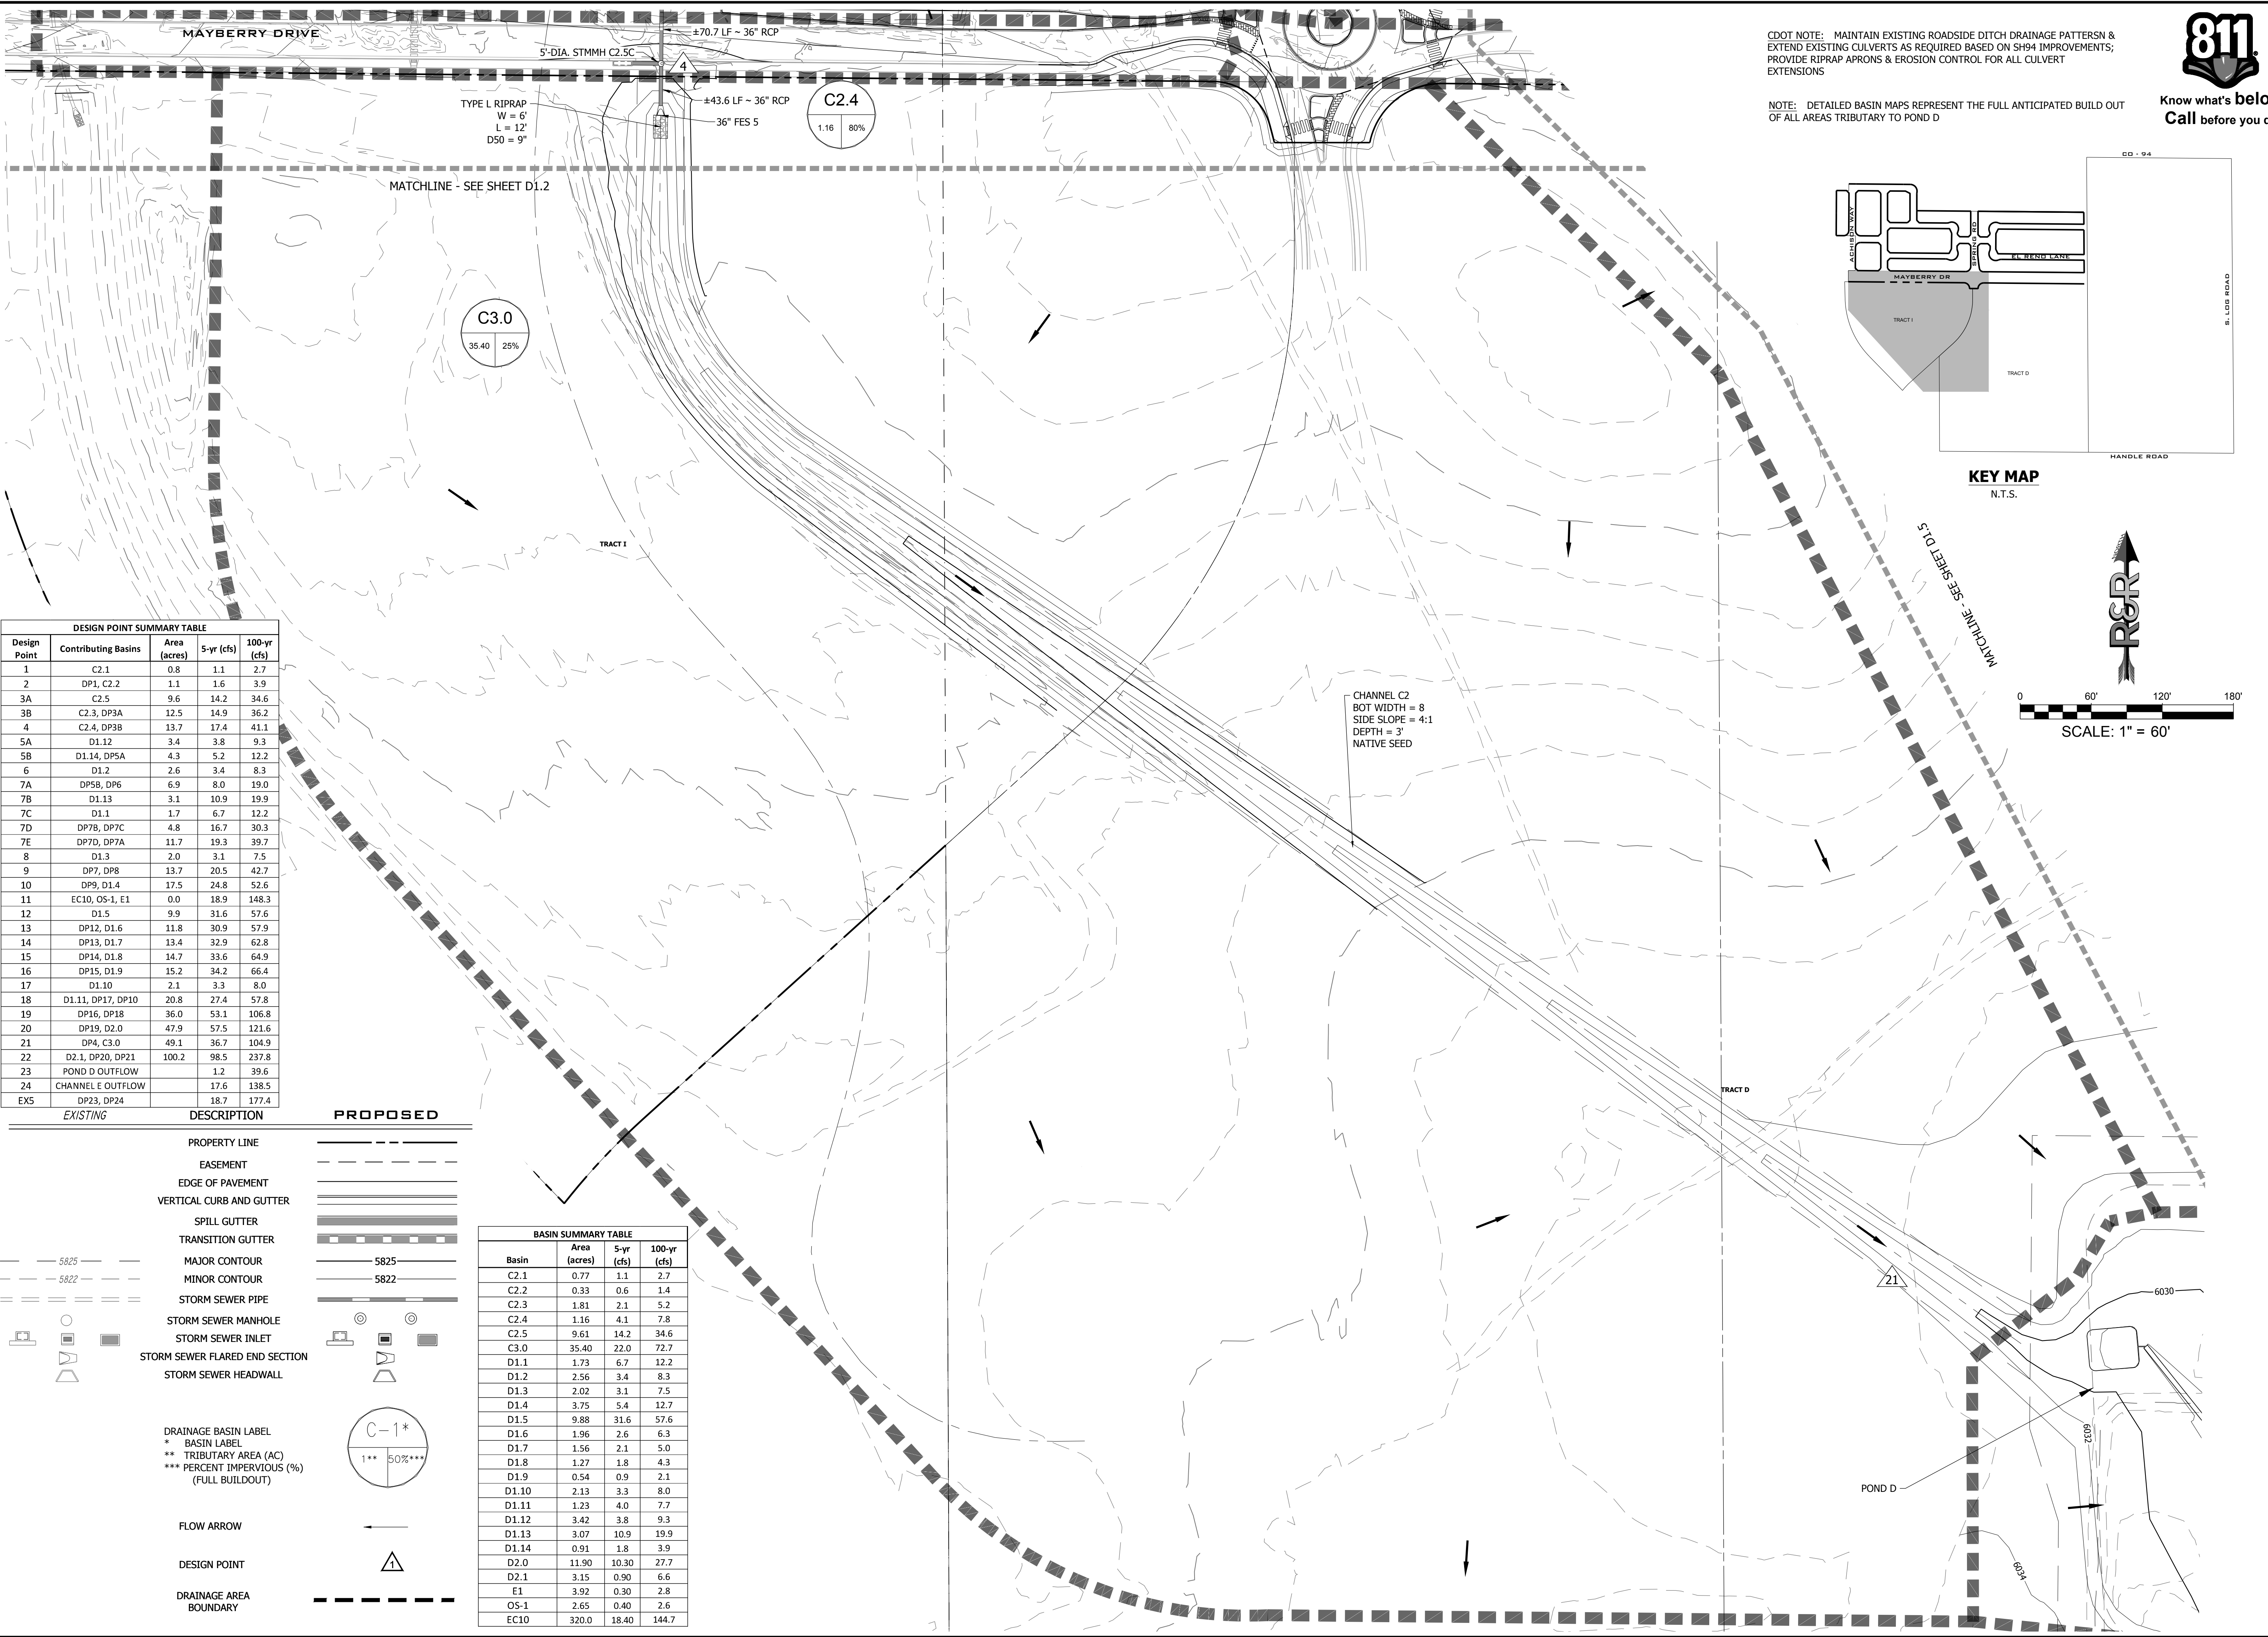 MAYBERRY DRIVE
±70.7 LF ~ 36" RCP
5'-DIA. STMMH C2.5C
4
TYPE L RIPRAP
W = 6'
L = 12'
D50 = 9"
±43.6 LF ~ 36" RCP
36" FES 5
C2.4
1.16 80%
MATCHLINE - SEE SHEET D1.2
CDOT NOTE: MAINTAIN EXISTING ROADSIDE DITCH DRAINAGE PATTERSN &
EXTEND EXISTING CULVERTS AS REQUIRED BASED ON SH94 IMPROVEMENTS;
PROVIDE RIPRAP APRONS & EROSION CONTROL FOR ALL CULVERT
EXTENSIONS
NOTE: DETAILED BASIN MAPS REPRESENT THE FULL ANTICIPATED BUILD OUT
OF ALL AREAS TRIBUTARY TO POND D
811
Know what's belo
Call before you d
CO - 94
ACHISON WAY
SPRING RD
EL RENO LANE
MAYBERRY DR
TRACT I
TRACT D
S. LOG ROAD
HANDLE ROAD
KEY MAP
N.T.S.
MATCHLINE - SEE SHEET D1.5
R&R
0 60' 120' 180'
SCALE: 1" = 60'
C3.0
35.40 25%
TRACT I
CHANNEL C2
BOT WIDTH = 8
SIDE SLOPE = 4:1
DEPTH = 3'
NATIVE SEED
TRACT D
21
6030
6032
6034
POND D
DESIGN POINT SUMMARY TABLE
Design Point Contributing Basins Area (acres) 5-yr (cfs) 100-yr (cfs)
1 C2.1 0.8 1.1 2.7
2 DP1, C2.2 1.1 1.6 3.9
3A C2.5 9.6 14.2 34.6
3B C2.3, DP3A 12.5 14.9 36.2
4 C2.4, DP3B 13.7 17.4 41.1
5A D1.12 3.4 3.8 9.3
5B D1.14, DP5A 4.3 5.2 12.2
6 D1.2 2.6 3.4 8.3
7A DP5B, DP6 6.9 8.0 19.0
7B D1.13 3.1 10.9 19.9
7C D1.1 1.7 6.7 12.2
7D DP7B, DP7C 4.8 16.7 30.3
7E DP7D, DP7A 11.7 19.3 39.7
8 D1.3 2.0 3.1 7.5
9 DP7, DP8 13.7 20.5 42.7
10 DP9, D1.4 17.5 24.8 52.6
11 EC10, OS-1, E1 0.0 18.9 148.3
12 D1.5 9.9 31.6 57.6
13 DP12, D1.6 11.8 30.9 57.9
14 DP13, D1.7 13.4 32.9 62.8
15 DP14, D1.8 14.7 33.6 64.9
16 DP15, D1.9 15.2 34.2 66.4
17 D1.10 2.1 3.3 8.0
18 D1.11, DP17, DP10 20.8 27.4 57.8
19 DP16, DP18 36.0 53.1 106.8
20 DP19, D2.0 47.9 57.5 121.6
21 DP4, C3.0 49.1 36.7 104.9
22 D2.1, DP20, DP21 100.2 98.5 237.8
23 POND D OUTFLOW 1.2 39.6
24 CHANNEL E OUTFLOW 17.6 138.5
EX5 DP23, DP24 18.7 177.4
EXISTING DESCRIPTION PROPOSED
PROPERTY LINE
EASEMENT
EDGE OF PAVEMENT
VERTICAL CURB AND GUTTER
SPILL GUTTER
TRANSITION GUTTER
5825 MAJOR CONTOUR 5825
5822 MINOR CONTOUR 5822
STORM SEWER PIPE
STORM SEWER MANHOLE
STORM SEWER INLET
STORM SEWER FLARED END SECTION
STORM SEWER HEADWALL
DRAINAGE BASIN LABEL
* BASIN LABEL
** TRIBUTARY AREA (AC)
*** PERCENT IMPERVIOUS (%)
(FULL BUILDOUT)
C-1*
1** 50%***
FLOW ARROW
DESIGN POINT 1
DRAINAGE AREA
BOUNDARY
BASIN SUMMARY TABLE
Basin Area (acres) 5-yr (cfs) 100-yr (cfs)
C2.1 0.77 1.1 2.7
C2.2 0.33 0.6 1.4
C2.3 1.81 2.1 5.2
C2.4 1.16 4.1 7.8
C2.5 9.61 14.2 34.6
C3.0 35.40 22.0 72.7
D1.1 1.73 6.7 12.2
D1.2 2.56 3.4 8.3
D1.3 2.02 3.1 7.5
D1.4 3.75 5.4 12.7
D1.5 9.88 31.6 57.6
D1.6 1.96 2.6 6.3
D1.7 1.56 2.1 5.0
D1.8 1.27 1.8 4.3
D1.9 0.54 0.9 2.1
D1.10 2.13 3.3 8.0
D1.11 1.23 4.0 7.7
D1.12 3.42 3.8 9.3
D1.13 3.07 10.9 19.9
D1.14 0.91 1.8 3.9
D2.0 11.90 10.30 27.7
D2.1 3.15 0.90 6.6
E1 3.92 0.30 2.8
OS-1 2.65 0.40 2.6
EC10 320.0 18.40 144.7